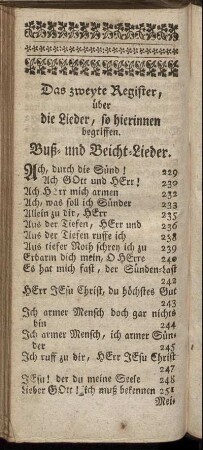 Das zweyte Register,
über
die Lieder, so hierinnen
begriffen.
Buß- und Beicht-Lieder.
Ach, durch die Sünd! 229
Ach GOtt und HErr! 230
Ach HErr mich armen 232
Ach, was soll ich Sünder 233
Allein zu dir, HErr 235
Aus der Tiefen, HErr und 236
Aus der Tiefen ruffe ich 238
Aus tiefer Noth schrey ich zu 239
Erbarm dich mein, O HErre 240
Es hat mich fast, der Sünden-Last
242
HErr JEsu Christ, du höchstes Gut
243
Ich armer Mensch doch gar nichts
bin 244
Ich armer Mensch, ich armer Sün-
der 245
Ich ruff zu dir, HErr JEsu Christ
247
JEsu! der du meine Seele 248
Lieber GOtt! ich muß bekennen 251
Mei-